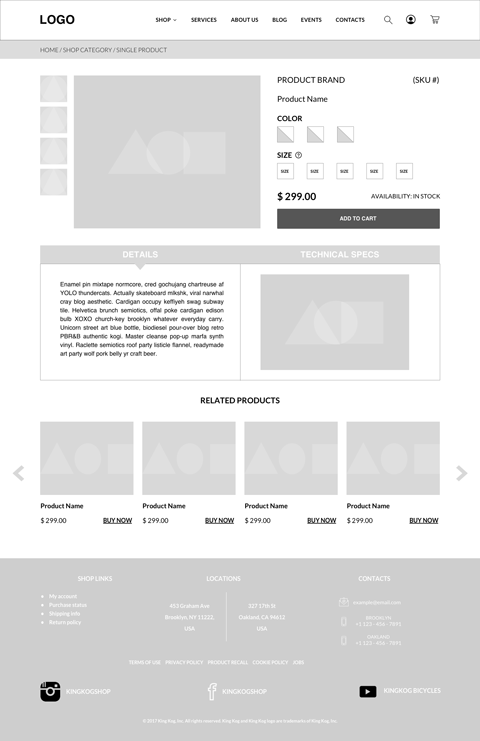 LOGO
SHOP SERVICES ABOUT US BLOG EVENTS CONTACTS
HOME / SHOP CATEGORY / SINGLE PRODUCT
PRODUCT BRAND (SKU #)
Product Name
COLOR
SIZE ?
SIZE SIZE SIZE SIZE SIZE
$ 299.00 AVAILABILITY: IN STOCK
ADD TO CART
DETAILS TECHNICAL SPECS
Enamel pin mixtape normcore, cred gochujang chartreuse af
YOLO thundercats. Actually skateboard mlkshk, viral narwhal
cray blog aesthetic. Cardigan occupy keffiyeh swag subway
tile. Helvetica brunch semiotics, offal poke cardigan edison
bulb XOXO church-key brooklyn whatever everyday carry.
Unicorn street art blue bottle, biodiesel pour-over blog retro
PBR&B authentic kogi. Master cleanse pop-up marfa synth
vinyl. Raclette semiotics roof party listicle flannel, readymade
art party wolf pork belly yr craft beer.
RELATED PRODUCTS
Product Name Product Name Product Name Product Name
$ 299.00 BUY NOW $ 299.00 BUY NOW $ 299.00 BUY NOW $ 299.00 BUY NOW
SHOP LINKS LOCATIONS CONTACTS
My account
Purchase status
Shipping info
Return policy
453 Graham Ave
Brooklyn, NY 11222,
USA
327 17th St
Oakland, CA 94612
USA
example@email.com
BROOKLYN
+1 123 - 456 - 7891
OAKLAND
+1 123 - 456 - 7891
TERMS OF USE PRIVACY POLICY PRODUCT RECALL COOKIE POLICY JOBS
KINGKOGSHOP KINGKOGSHOP KINGKOG BICYCLES
© 2017 King Kog, Inc. All rights reserved. King Kog and King Kog logo are trademarks of King Kog, Inc.